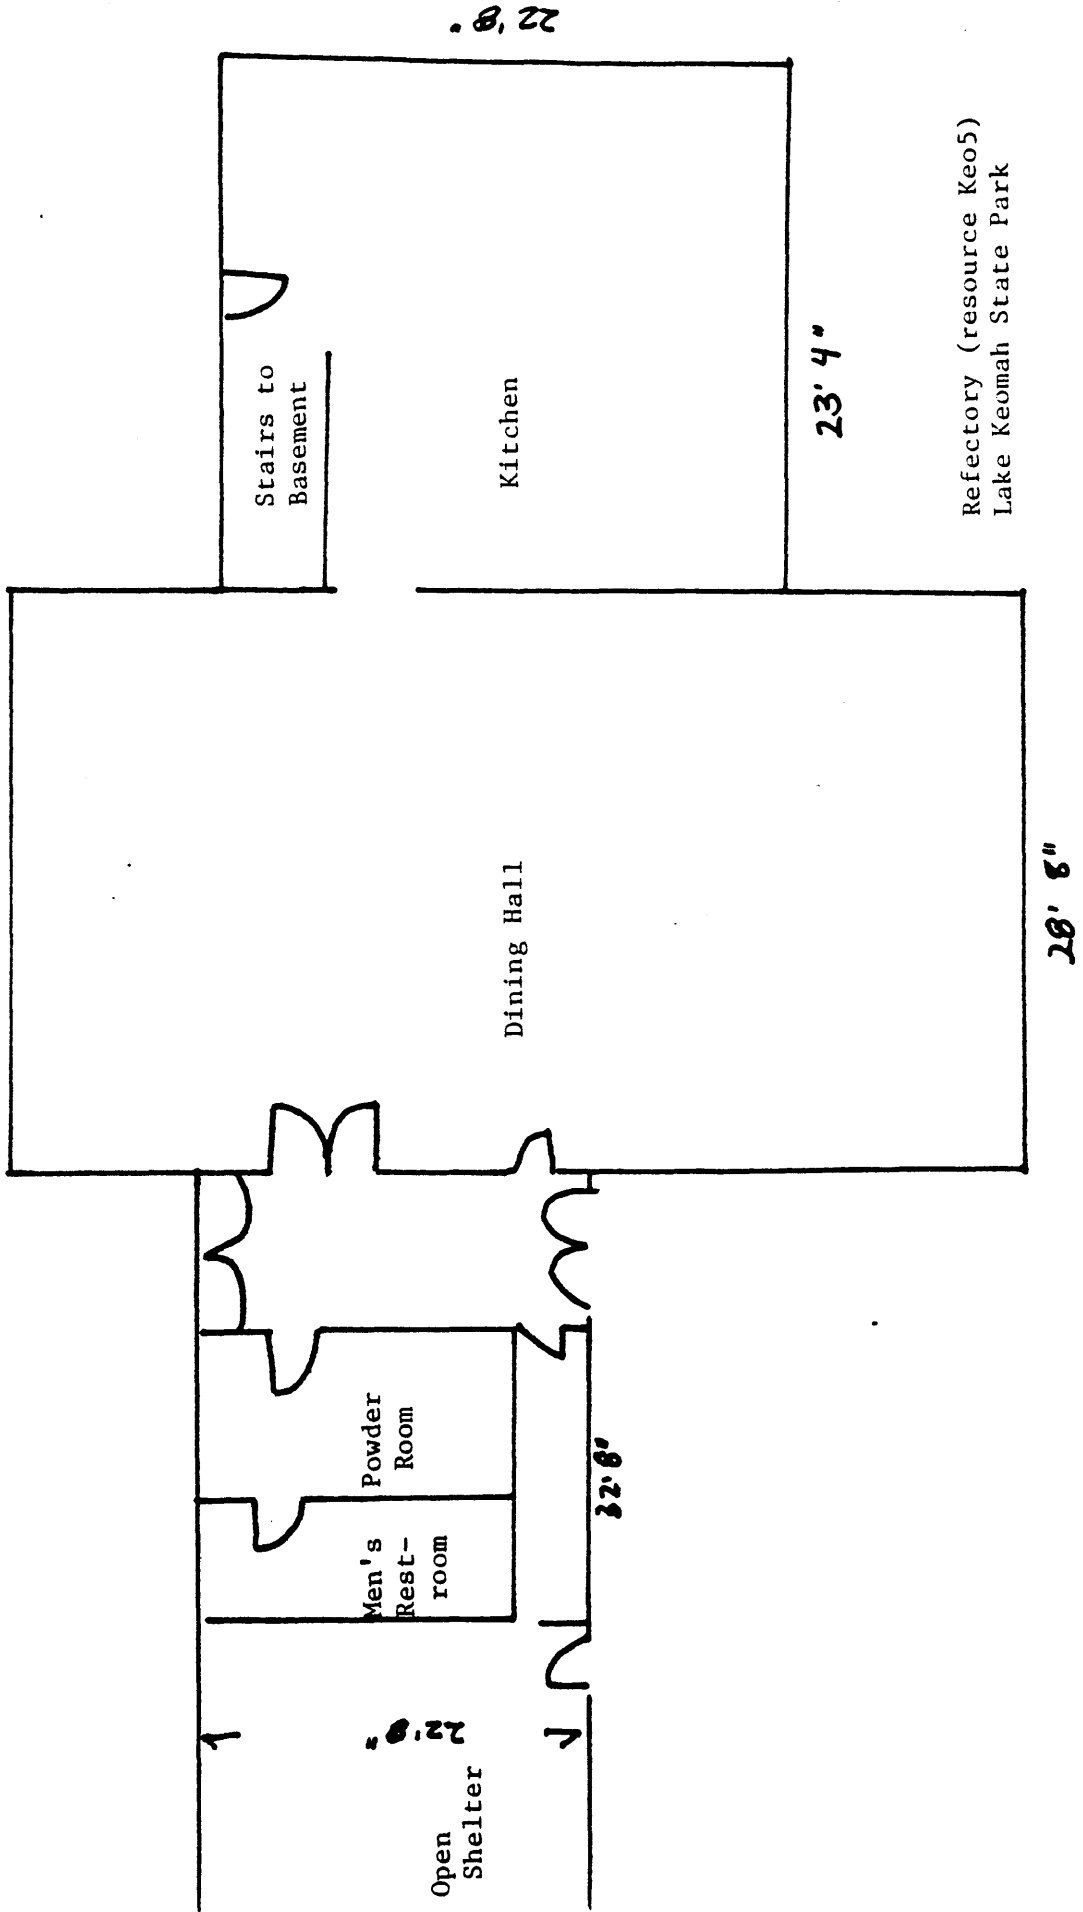 Open
Shelter
22'8"
Men's
Rest-
room
Powder
Room
32'8"
Dining Hall
28' 8"
Stairs to
Basement
Kitchen
23' 4"
22'8"
Refectory (resource Keo5)
Lake Keomah State Park